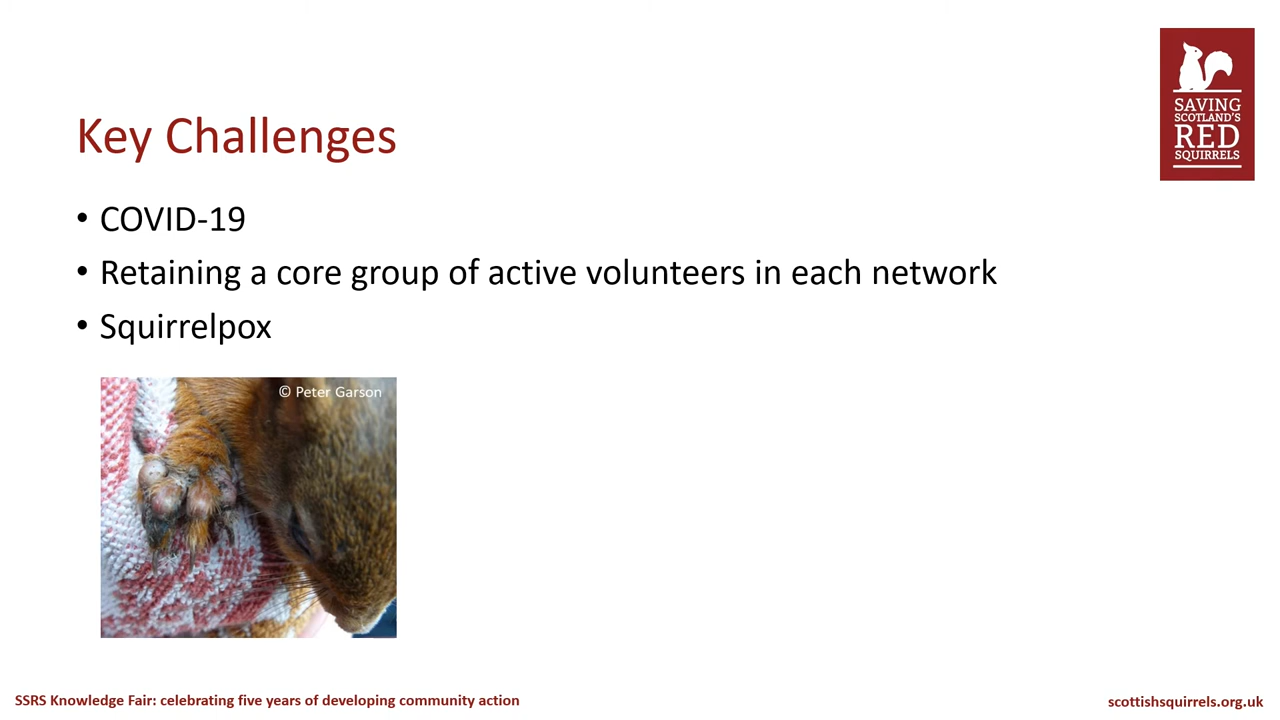 SAVING
SCOTLAND'S
RED
SQUIRRELS
Key Challenges
• COVID-19
• Retaining a core group of active volunteers in each network
• Squirrelpox
© Peter Garson
SSRS Knowledge Fair: celebrating five years of developing community action
scottishsquirrels.org.uk